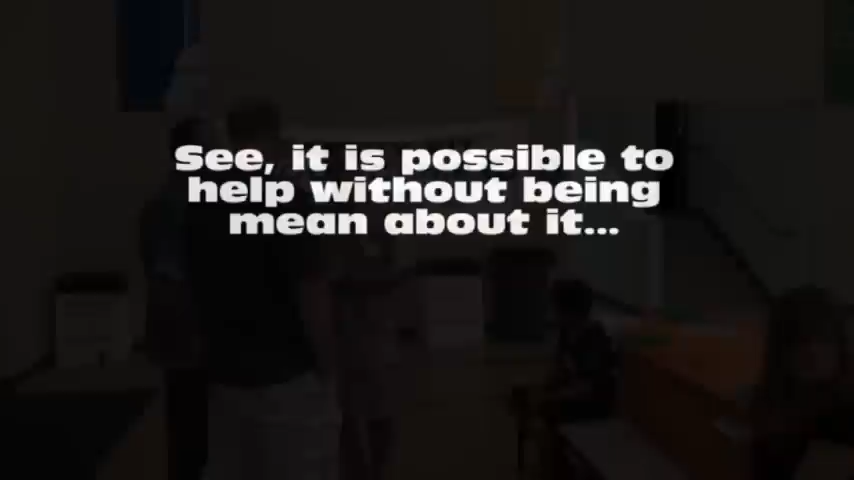 See, it is possible to
help without being
mean about it...